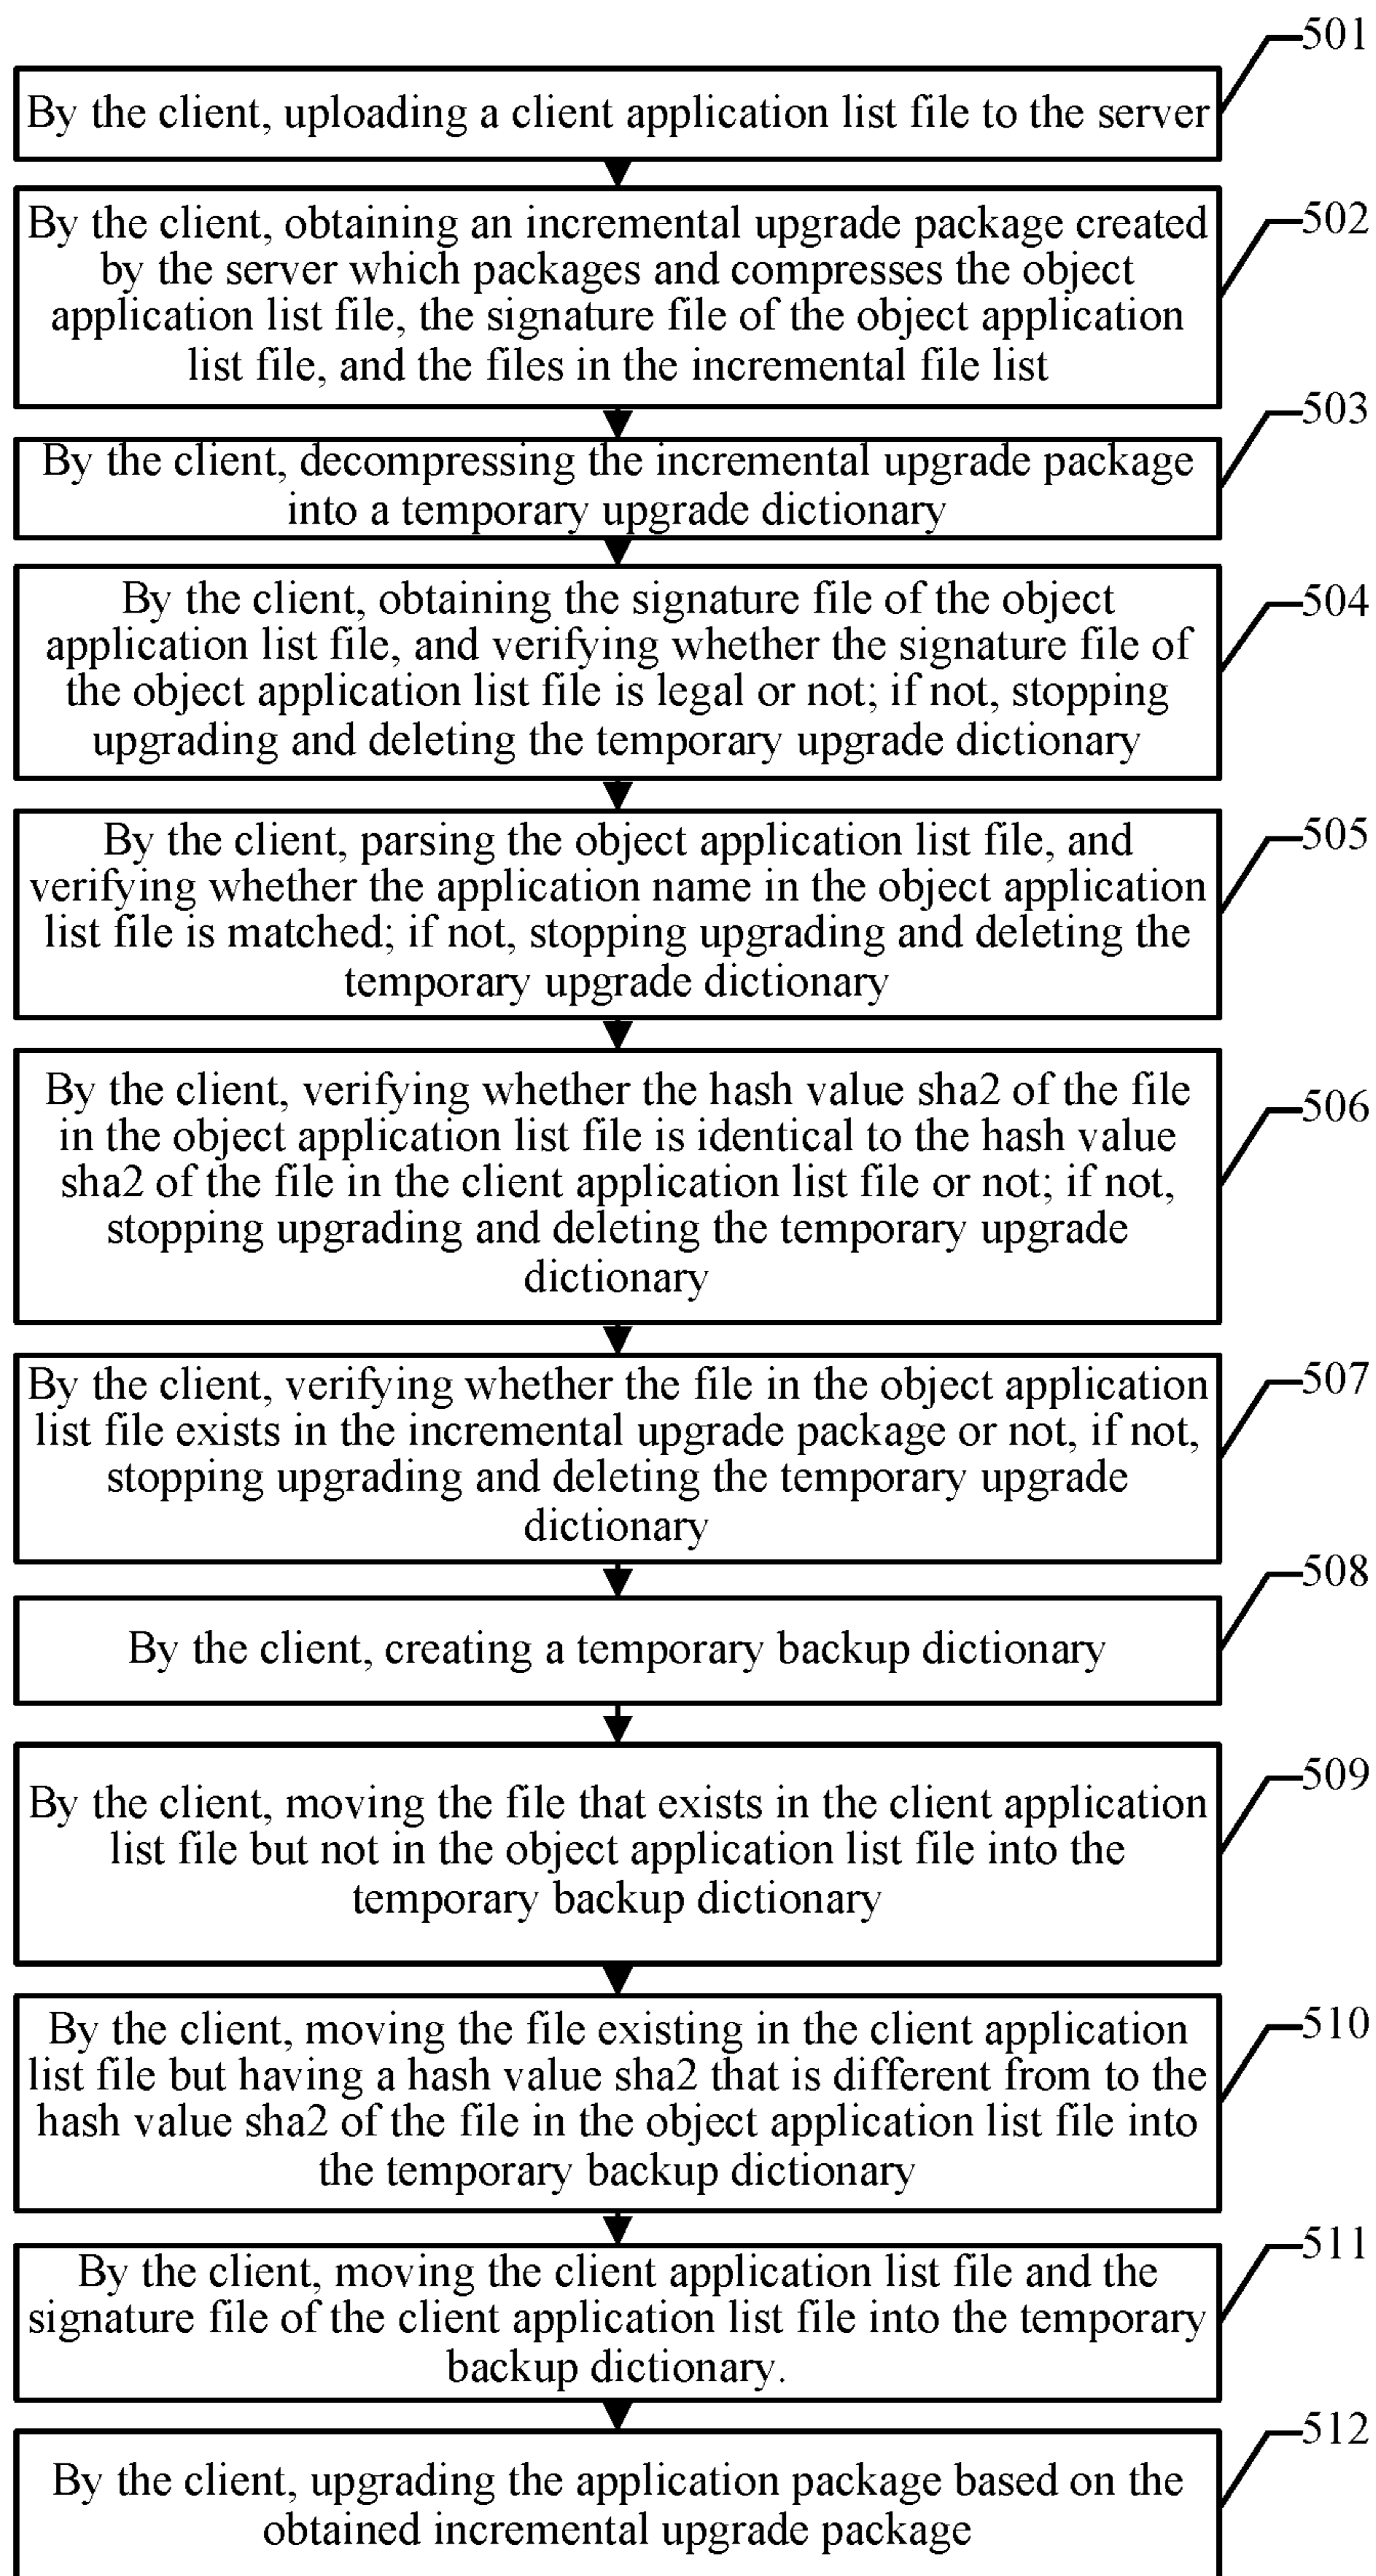 501
By the client, uploading a client application list file to the server
502
By the client, obtaining an incremental upgrade package created
by the server which packages and compresses the object
application list file, the signature file of the object application
list file, and the files in the incremental file list
503
By the client, decompressing the incremental upgrade package
into a temporary upgrade dictionary
504
By the client, obtaining the signature file of the object
application list file, and verifying whether the signature file of
the object application list file is legal or not; if not, stopping
upgrading and deleting the temporary upgrade dictionary
505
By the client, parsing the object application list file, and
verifying whether the application name in the object application
list file is matched; if not, stopping upgrading and deleting the
temporary upgrade dictionary
506
By the client, verifying whether the hash value sha2 of the file
in the object application list file is identical to the hash value
sha2 of the file in the client application list file or not; if not,
stopping upgrading and deleting the temporary upgrade
dictionary
507
By the client, verifying whether the file in the object application
list file exists in the incremental upgrade package or not, if not,
stopping upgrading and deleting the temporary upgrade
dictionary
508
By the client, creating a temporary backup dictionary
509
By the client, moving the file that exists in the client application
list file but not in the object application list file into the
temporary backup dictionary
510
By the client, moving the file existing in the client application
list file but having a hash value sha2 that is different from to the
hash value sha2 of the file in the object application list file into
the temporary backup dictionary
511
By the client, moving the client application list file and the
signature file of the client application list file into the temporary
backup dictionary.
512
By the client, upgrading the application package based on the
obtained incremental upgrade package